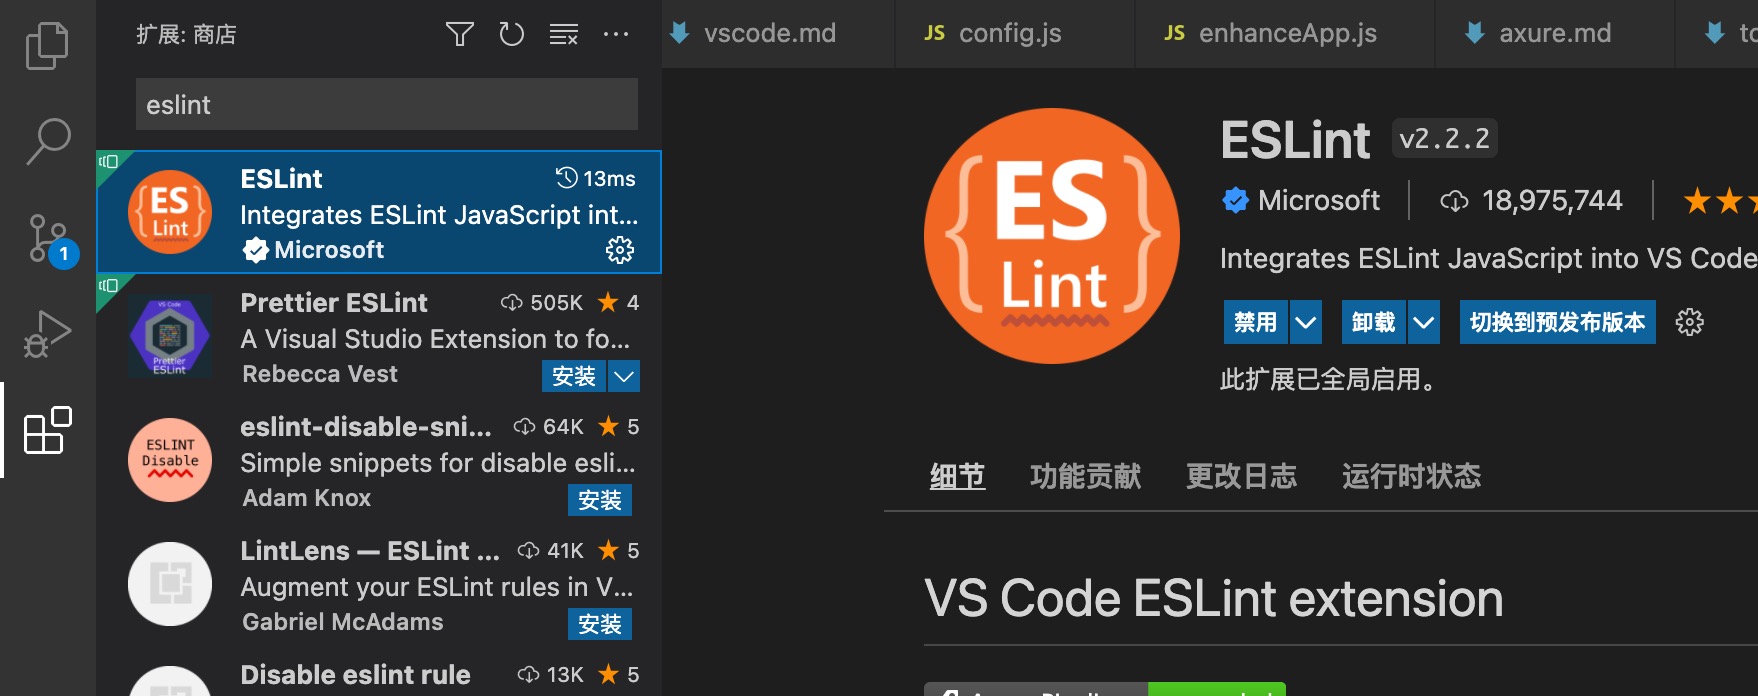 扩展: 商店
eslint
ESLint 13ms
Integrates ESLint JavaScript int...
Microsoft
Prettier ESLint 505K 4
A Visual Studio Extension to fo...
Rebecca Vest 安装
eslint-disable-sni... 64K 5
Simple snippets for disable esli...
Adam Knox 安装
LintLens — ESLint ... 41K 5
Augment your ESLint rules in V...
Gabriel McAdams 安装
Disable eslint rule 13K 5
1
ES
Lint
VS Code
Prettier
ESLint
ESLINT
Disable
vscode.md JS config.js JS enhanceApp.js axure.md
ES
Lint
ESLint v2.2.2
Microsoft 18,975,744
Integrates ESLint JavaScript into VS Code
禁用 卸载 切换到预发布版本
此扩展已全局启用。
细节 功能贡献 更改日志 运行时状态
VS Code ESLint extension